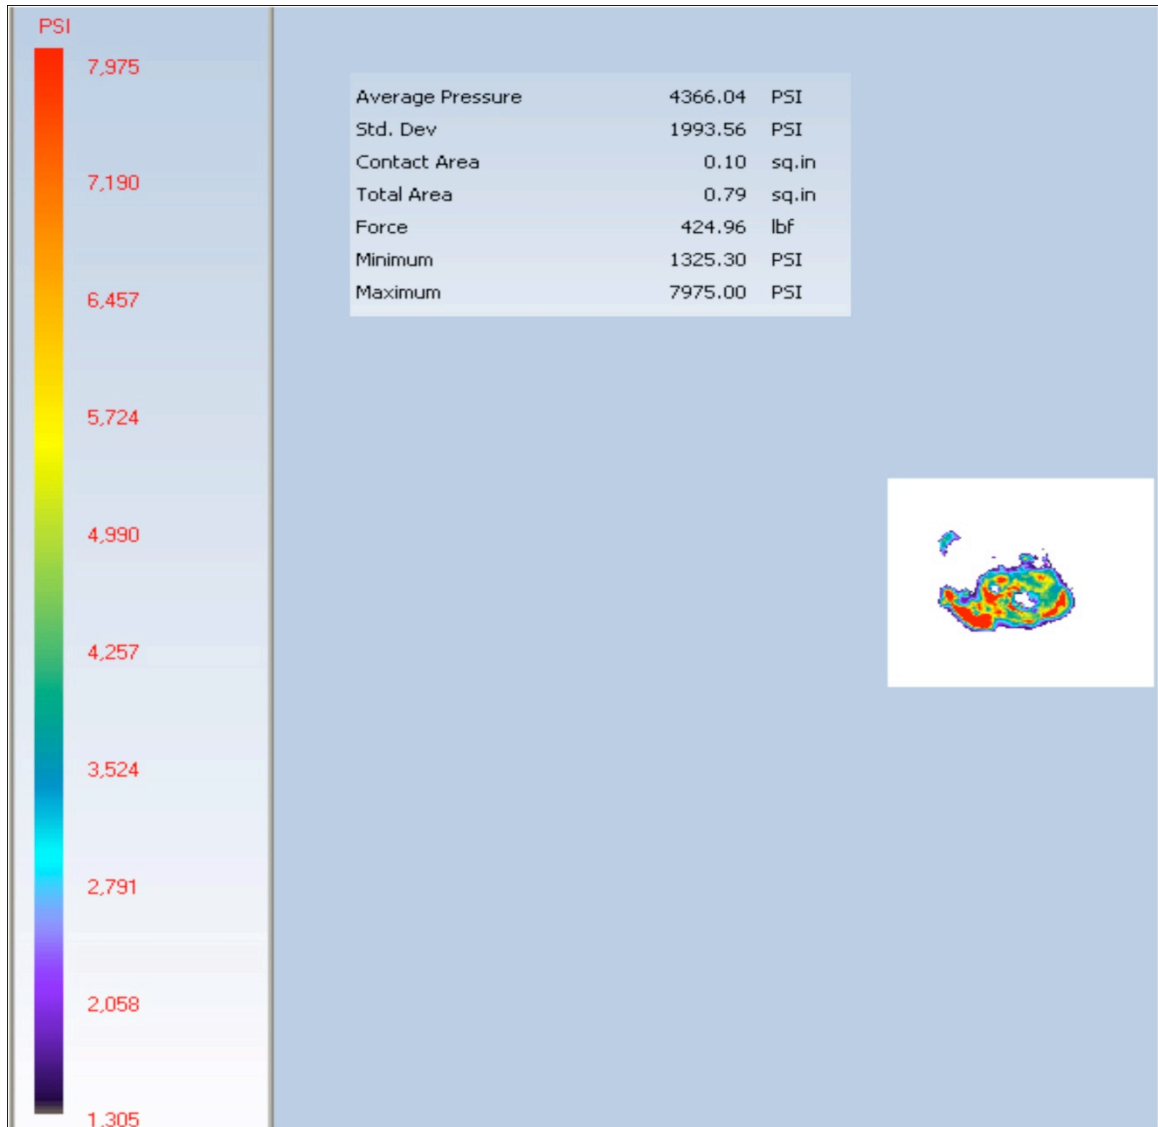 PSI
7,975
7,190
6,457
5,724
4,990
4,257
3,524
2,791
2,058
1,305
Average Pressure 4366.04 PSI
Std. Dev 1993.56 PSI
Contact Area 0.10 sq.in
Total Area 0.79 sq.in
Force 424.96 lbf
Minimum 1325.30 PSI
Maximum 7975.00 PSI